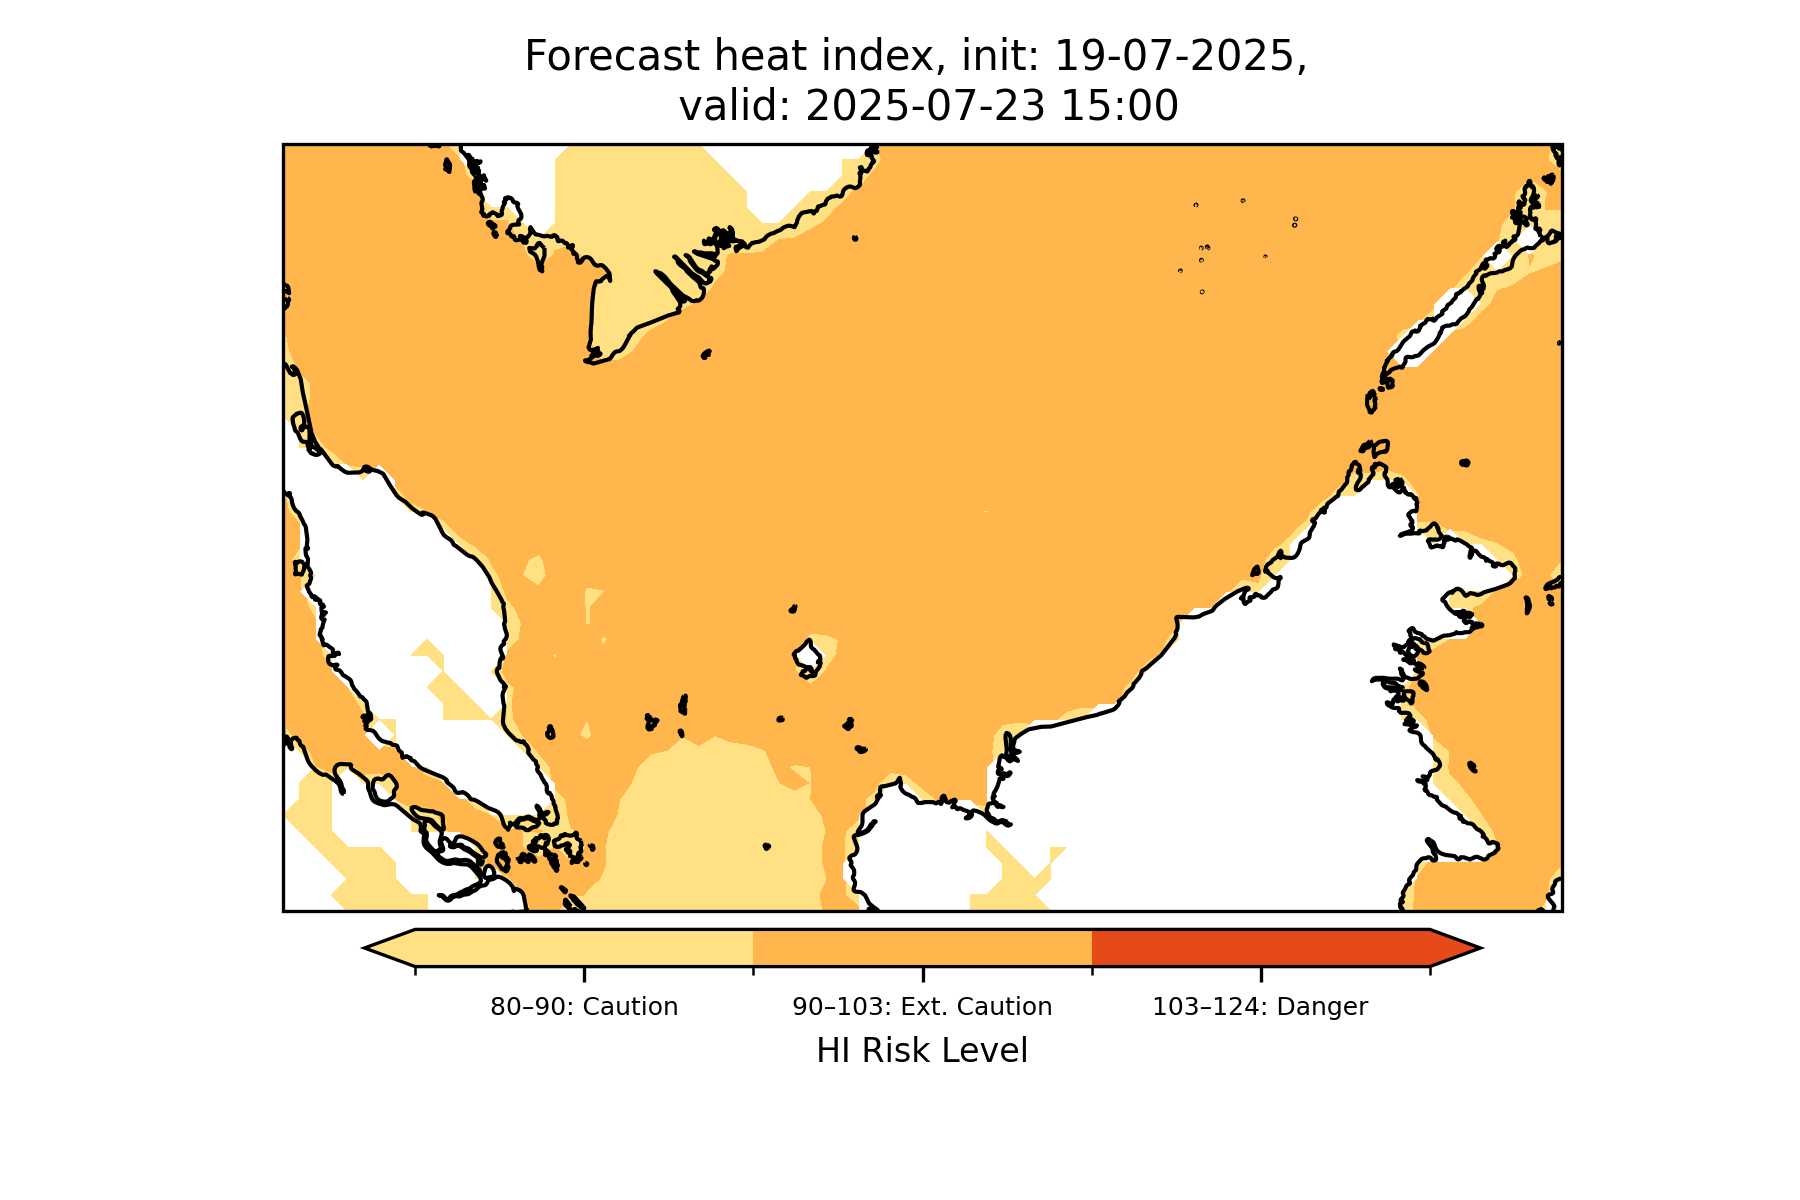 Forecast heat index, init: 19-07-2025,
valid: 2025-07-23 15:00
80–90: Caution
90–103: Ext. Caution
103–124: Danger
HI Risk Level